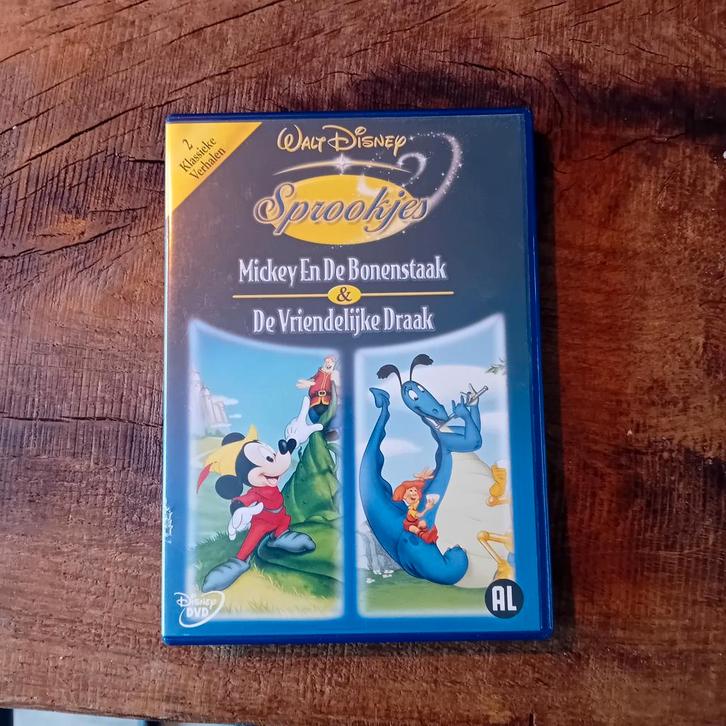 2
Klassieke
Verhalen
WALT DISNEY
Sprookjes
Mickey En De Bonenstaak
&
De Vriendelijke Draak
DISNEY
DVD
AL